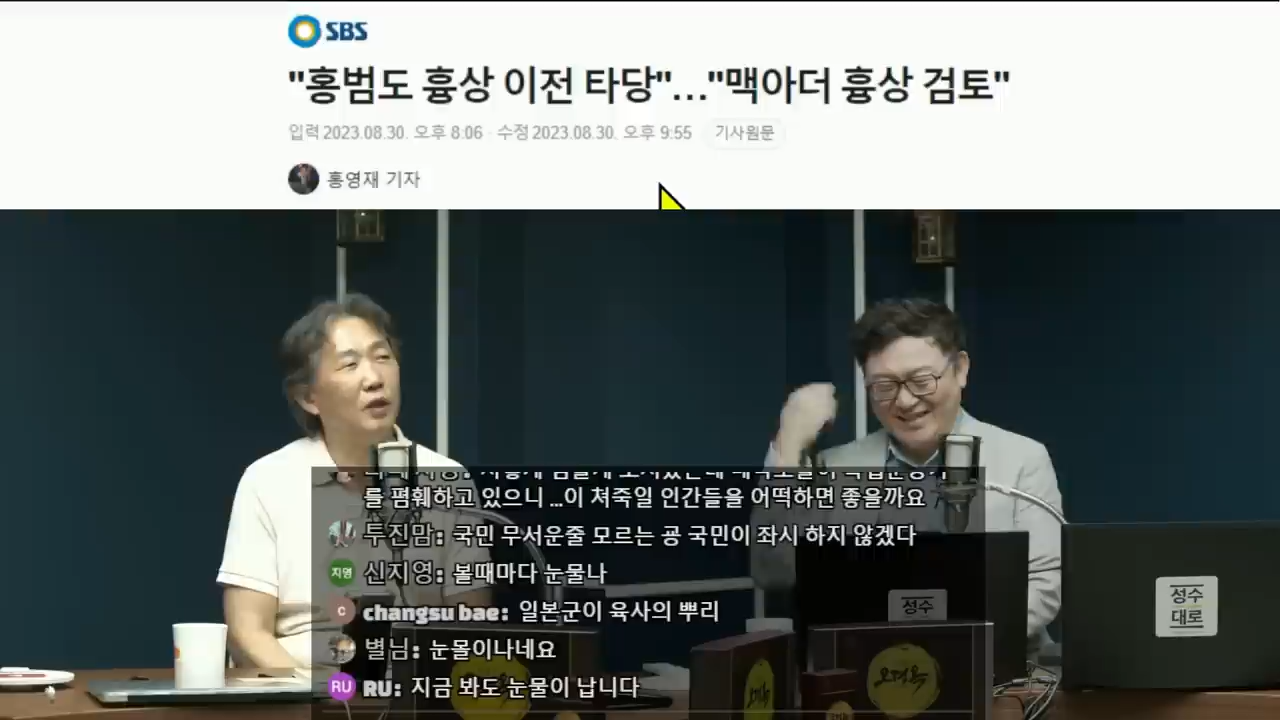 SBS
"홍범도 흉상 이전 타당"…"맥아더 흉상 검토"
입력 2023.08.30. 오후 8:06 · 수정 2023.08.30. 오후 9:55 기사원문
홍영재 기자
를 폄훼하고 있으니 ...이 쳐죽일 인간들을 어떡하면 좋을까요
투진맘: 국민 무서운줄 모르는 굥 국민이 좌시 하지 않겠다
지영 신지영: 볼때마다 눈물나
c changsu bae: 일본군이 육사의 뿌리
별님: 눈몰이나네요
RU RU: 지금 봐도 눈물이 납니다
성수
성수
대로